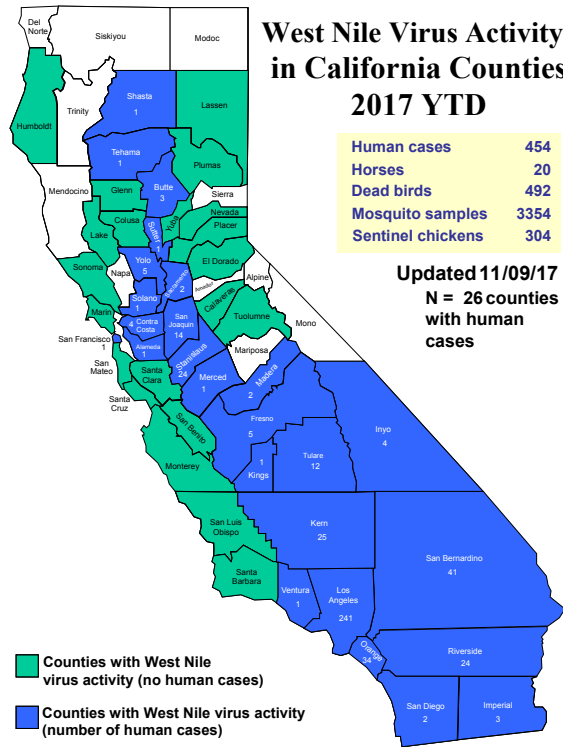 West Nile Virus Activity
in California Counties
2017 YTD
Human cases 454
Horses 20
Dead birds 492
Mosquito samples 3354
Sentinel chickens 304
Updated 11/09/17
N = 26 counties
with human
cases
Del
Norte
Siskiyou
Modoc
Shasta
1
Lassen
Trinity
Humboldt
Tehama
1
Plumas
Mendocino
Glenn
Butte
3
Sierra
Colusa
Sutter
1
Yuba
Nevada
Placer
Lake
El Dorado
Sonoma
Napa
Yolo
5
Sacramento
2
Amador
Alpine
Solano
1
Calaveras
Tuolumne
Mono
Marin
4
Contra
Costa
San
Joaquin
14
San Francisco
1
Alameda
1
Stanislaus
24
Mariposa
San
Mateo
Santa
Clara
Merced
1
Madera
2
Santa
Cruz
San Benito
Fresno
5
Inyo
4
Monterey
1
Kings
Tulare
12
San Luis
Obispo
Kern
25
San Bernardino
41
Santa
Barbara
Ventura
1
Los
Angeles
241
Orange
34
Riverside
24
San Diego
2
Imperial
3
Counties with West Nile
virus activity (no human cases)
Counties with West Nile virus activity
(number of human cases)